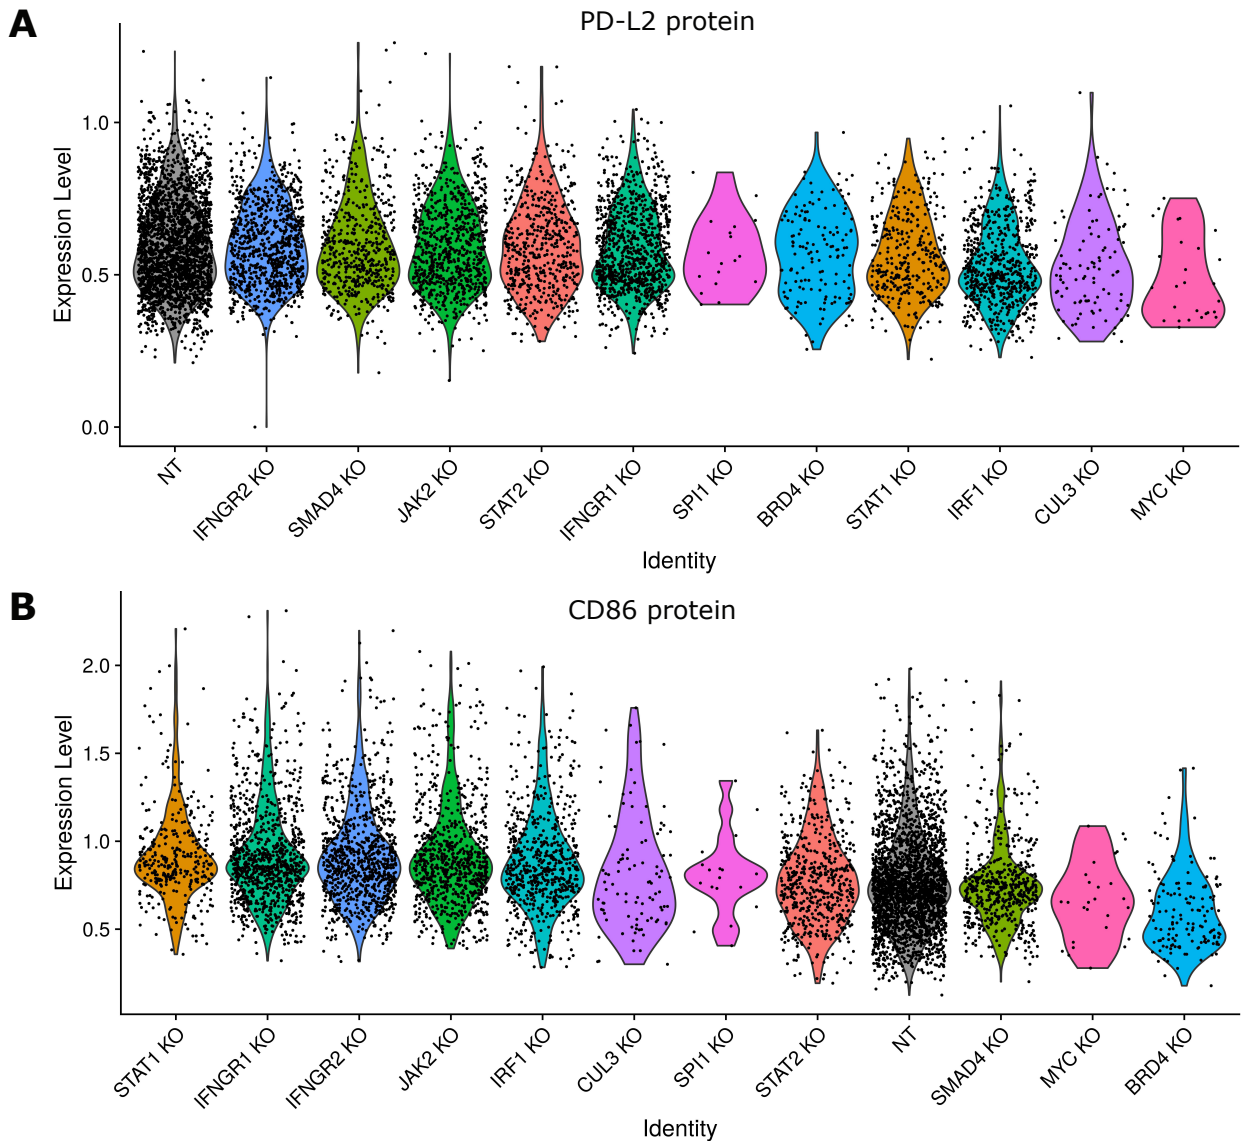 A
PD-L2 protein
Expression Level
1.0
0.5
0.0
NT
IFNGR2 KO
SMAD4 KO
JAK2 KO
STAT2 KO
IFNGR1 KO
SPI1 KO
BRD4 KO
STAT1 KO
IRF1 KO
CUL3 KO
MYC KO
Identity
B
CD86 protein
Expression Level
2.0
1.5
1.0
0.5
STAT1 KO
IFNGR1 KO
IFNGR2 KO
JAK2 KO
IRF1 KO
CUL3 KO
SPI1 KO
STAT2 KO
NT
SMAD4 KO
MYC KO
BRD4 KO
Identity